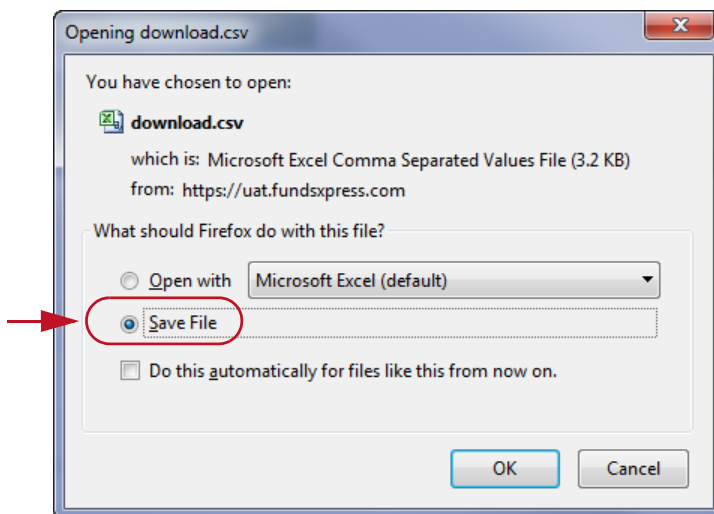 Opening download.csv
You have chosen to open:
download.csv
which is: Microsoft Excel Comma Separated Values File (3.2 KB)
from: https://uat.fundsxpress.com
What should Firefox do with this file?
Open with Microsoft Excel (default)
Save File
Do this automatically for files like this from now on.
OK Cancel